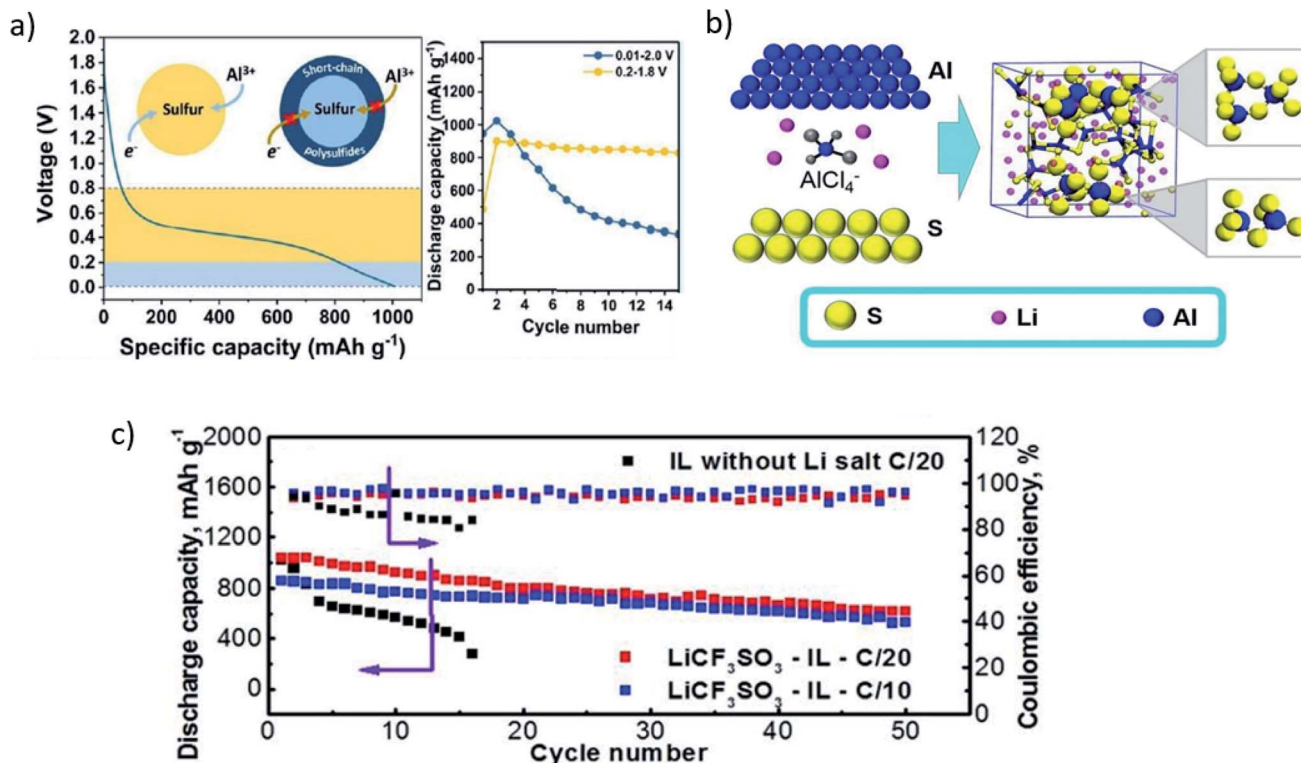 a)
2.0
1.8
1.6
1.4
1.2
1.0
0.8
0.6
0.4
0.2
0.0
Voltage (V)
Al3+
Sulfur
e-
Short-chain
Al3+
Sulfur
e-
polysulfides
0 200 400 600 800 1000
Specific capacity (mAh g-1)
1400
1200
1000
800
600
400
200
0
Discharge capacity (mAh g-1)
0.01-2.0 V
0.2-1.8 V
2 4 6 8 10 12 14
Cycle number
b)
Al
AlCl4-
S
S Li Al
c)
2000
1600
1200
800
400
0
Discharge capacity, mAh g-1
IL without Li salt C/20
LiCF3SO3 - IL - C/20
LiCF3SO3 - IL - C/10
120
100
80
60
40
20
0
Coulombic efficiency, %
0 10 20 30 40 50
Cycle number